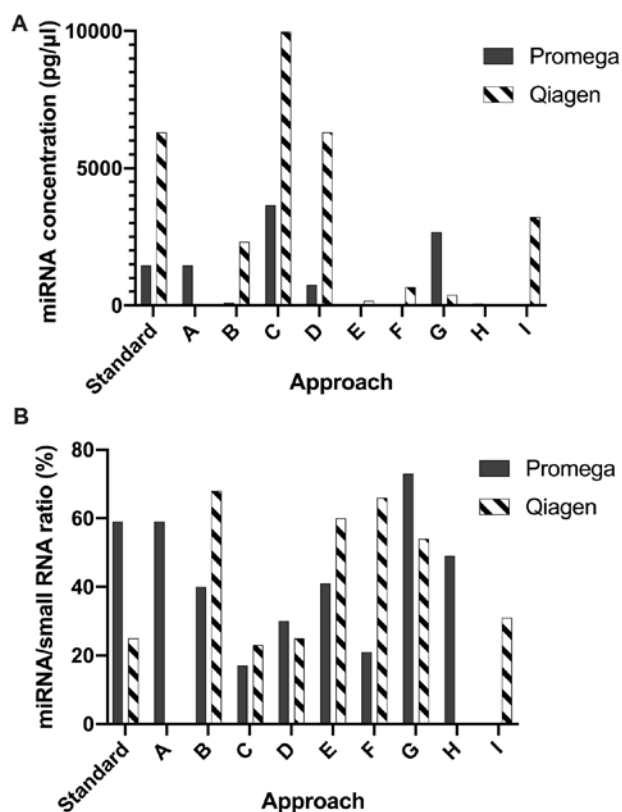 A
miRNA concentration (pg/µl)
10000
5000
0
Promega
Qiagen
Standard
A
B
C
D
E
F
G
H
I
Approach
B
miRNA/small RNA ratio (%)
80
60
40
20
0
Promega
Qiagen
Standard
A
B
C
D
E
F
G
H
I
Approach